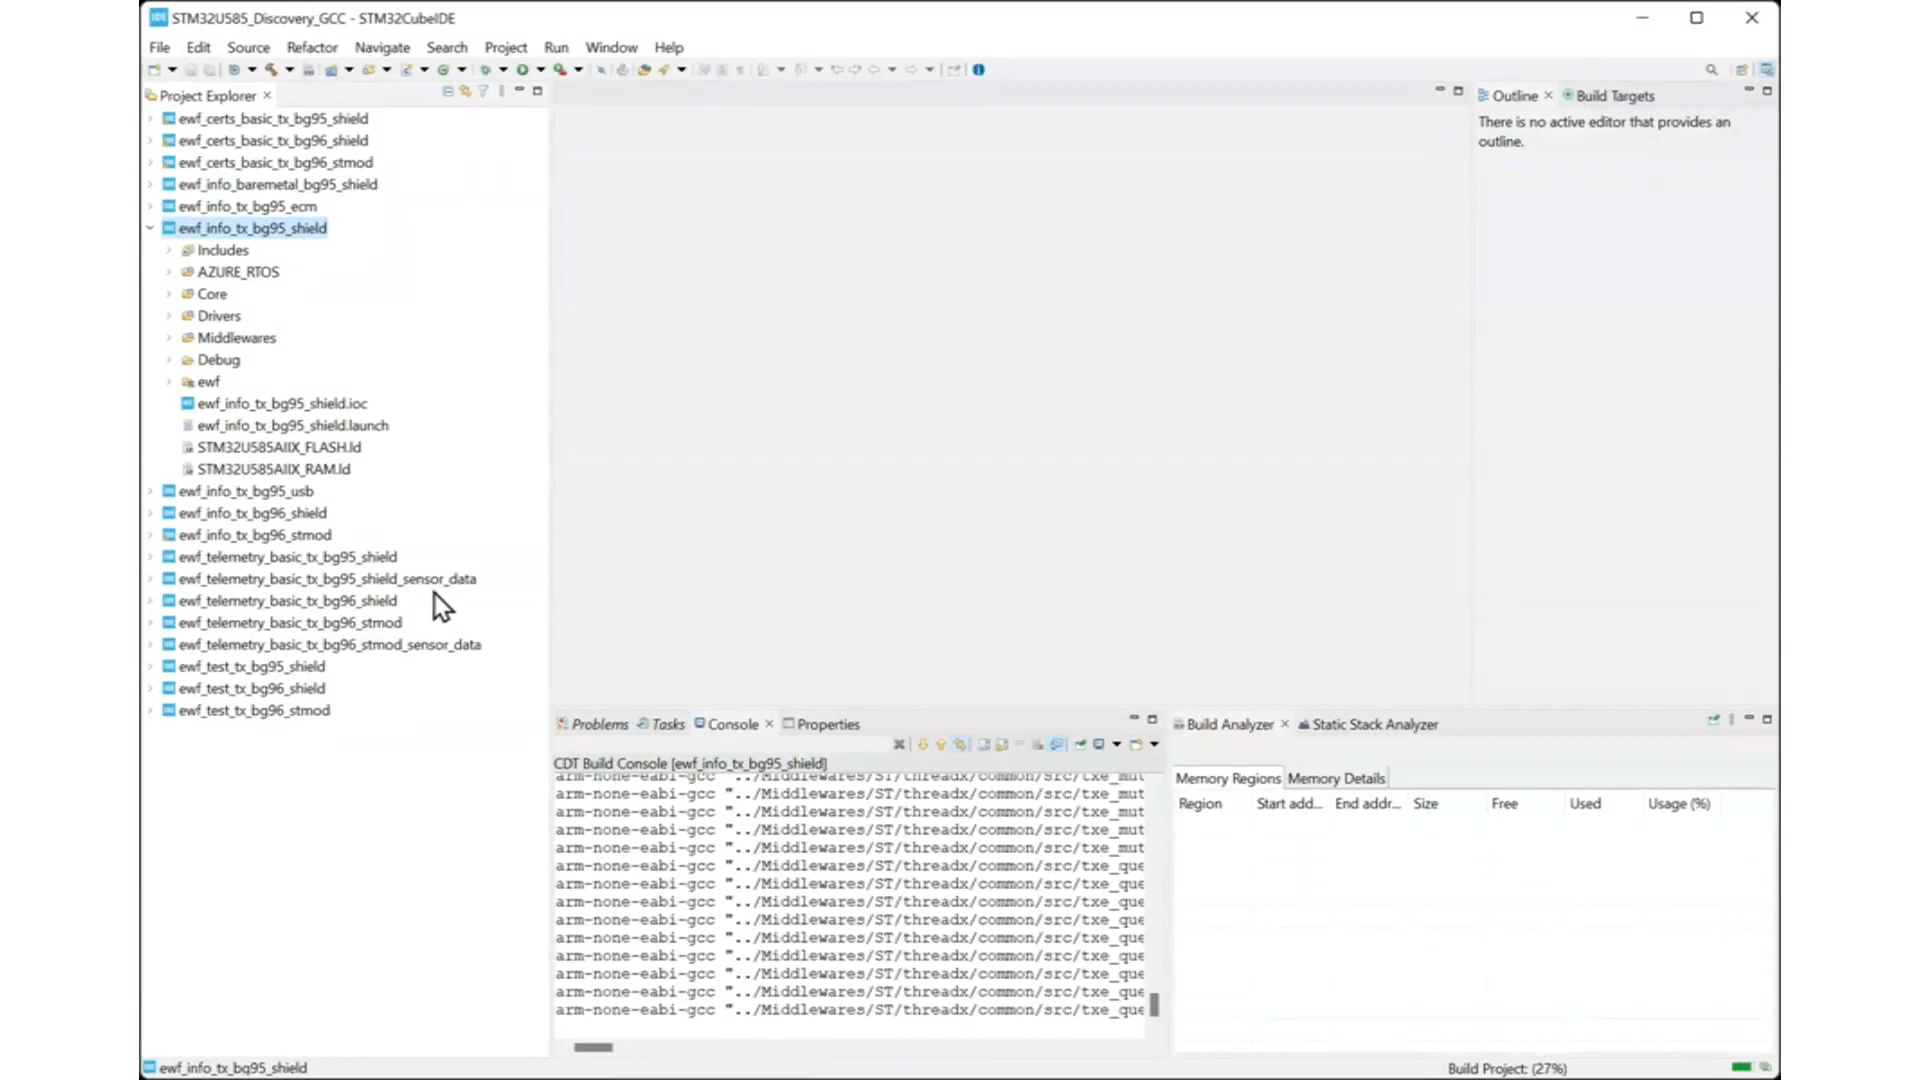 IDE STM32U585_Discovery_GCC - STM32CubeIDE
File Edit Source Refactor Navigate Search Project Run Window Help
Project Explorer
ewf_certs_basic_tx_bg95_shield
ewf_certs_basic_tx_bg96_shield
ewf_certs_basic_tx_bg96_stmod
ewf_info_baremetal_bg95_shield
ewf_info_tx_bg95_ecm
ewf_info_tx_bg95_shield
Includes
AZURE_RTOS
Core
Drivers
Middlewares
Debug
ewf
ewf_info_tx_bg95_shield.ioc
ewf_info_tx_bg95_shield.launch
STM32U585AIIX_FLASH.ld
STM32U585AIIX_RAM.ld
ewf_info_tx_bg95_usb
ewf_info_tx_bg96_shield
ewf_info_tx_bg96_stmod
ewf_telemetry_basic_tx_bg95_shield
ewf_telemetry_basic_tx_bg95_shield_sensor_data
ewf_telemetry_basic_tx_bg96_shield
ewf_telemetry_basic_tx_bg96_stmod
ewf_telemetry_basic_tx_bg96_stmod_sensor_data
ewf_test_tx_bg95_shield
ewf_test_tx_bg96_shield
ewf_test_tx_bg96_stmod
Outline Build Targets
There is no active editor that provides an
outline.
Problems Tasks Console Properties
CDT Build Console [ewf_info_tx_bg95_shield]
arm-none-eabi-gcc "../Middlewares/ST/threadx/common/src/txe_mut
arm-none-eabi-gcc "../Middlewares/ST/threadx/common/src/txe_mut
arm-none-eabi-gcc "../Middlewares/ST/threadx/common/src/txe_mut
arm-none-eabi-gcc "../Middlewares/ST/threadx/common/src/txe_mut
arm-none-eabi-gcc "../Middlewares/ST/threadx/common/src/txe_mut
arm-none-eabi-gcc "../Middlewares/ST/threadx/common/src/txe_que
arm-none-eabi-gcc "../Middlewares/ST/threadx/common/src/txe_que
arm-none-eabi-gcc "../Middlewares/ST/threadx/common/src/txe_que
arm-none-eabi-gcc "../Middlewares/ST/threadx/common/src/txe_que
arm-none-eabi-gcc "../Middlewares/ST/threadx/common/src/txe_que
arm-none-eabi-gcc "../Middlewares/ST/threadx/common/src/txe_que
arm-none-eabi-gcc "../Middlewares/ST/threadx/common/src/txe_que
arm-none-eabi-gcc "../Middlewares/ST/threadx/common/src/txe_que
arm-none-eabi-gcc "../Middlewares/ST/threadx/common/src/txe_que
Build Analyzer Static Stack Analyzer
Memory Regions Memory Details
Region Start add... End addr... Size Free Used Usage (%)
ewf_info_tx_bg95_shield
Build Project: (27%)